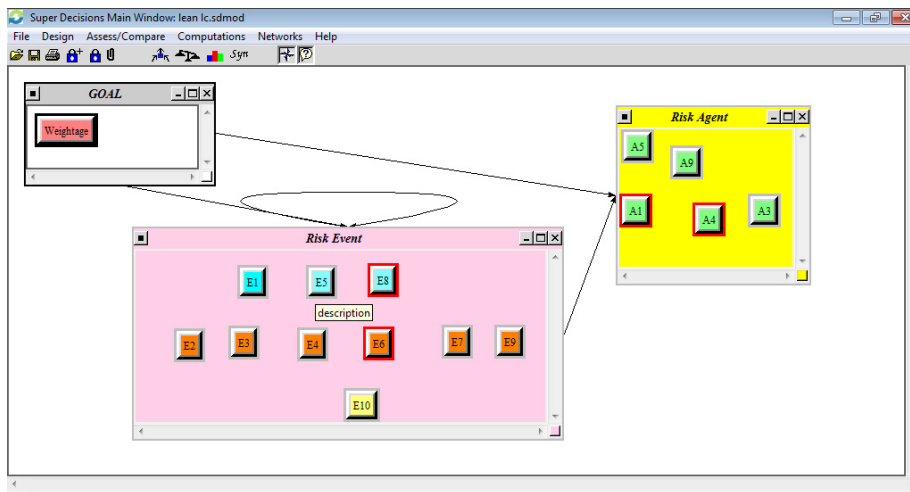 Super Decisions Main Window: lean lc.sdmod
File Design Assess/Compare Computations Networks Help
Syn
GOAL
Weightage
Risk Agent
A5
A9
A1
A4
A3
Risk Event
E1
E5
E8
description
E2
E3
E4
E6
E7
E9
E10